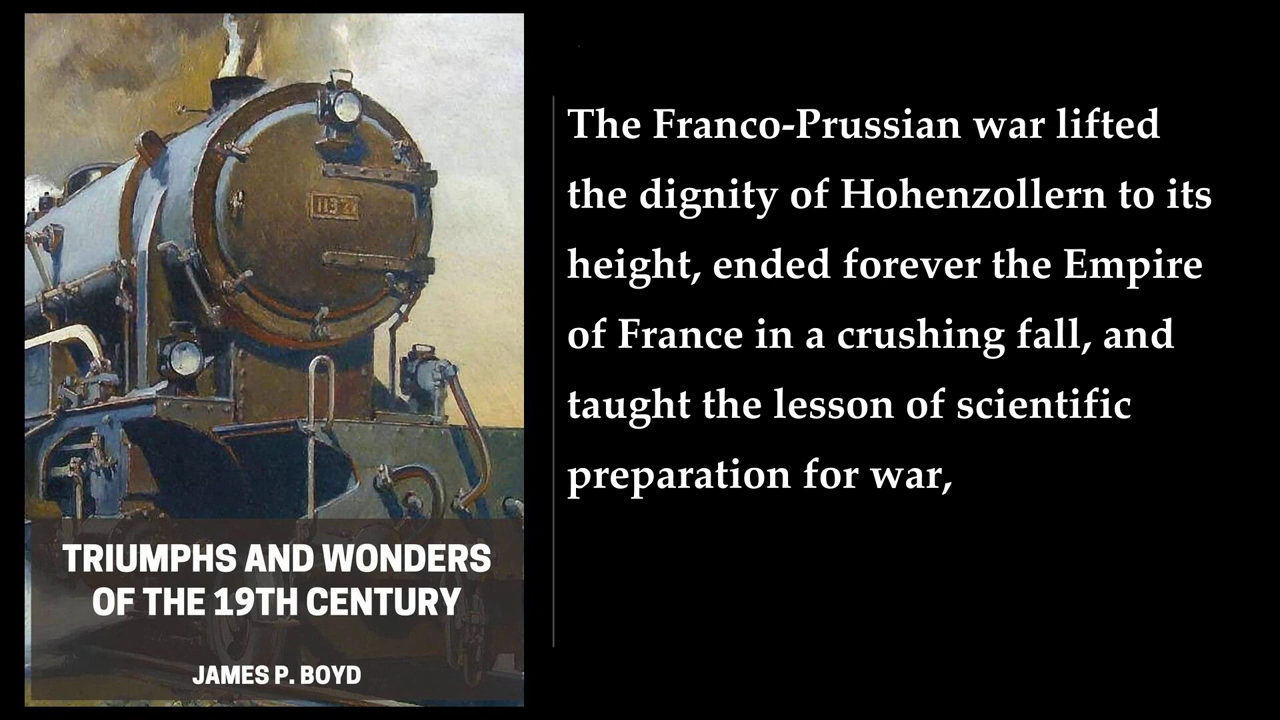 The Franco-Prussian war lifted
the dignity of Hohenzollern to its
height, ended forever the Empire
of France in a crushing fall, and
taught the lesson of scientific
preparation for war,
1132
TRIUMPHS AND WONDERS
OF THE 19TH CENTURY
JAMES P. BOYD